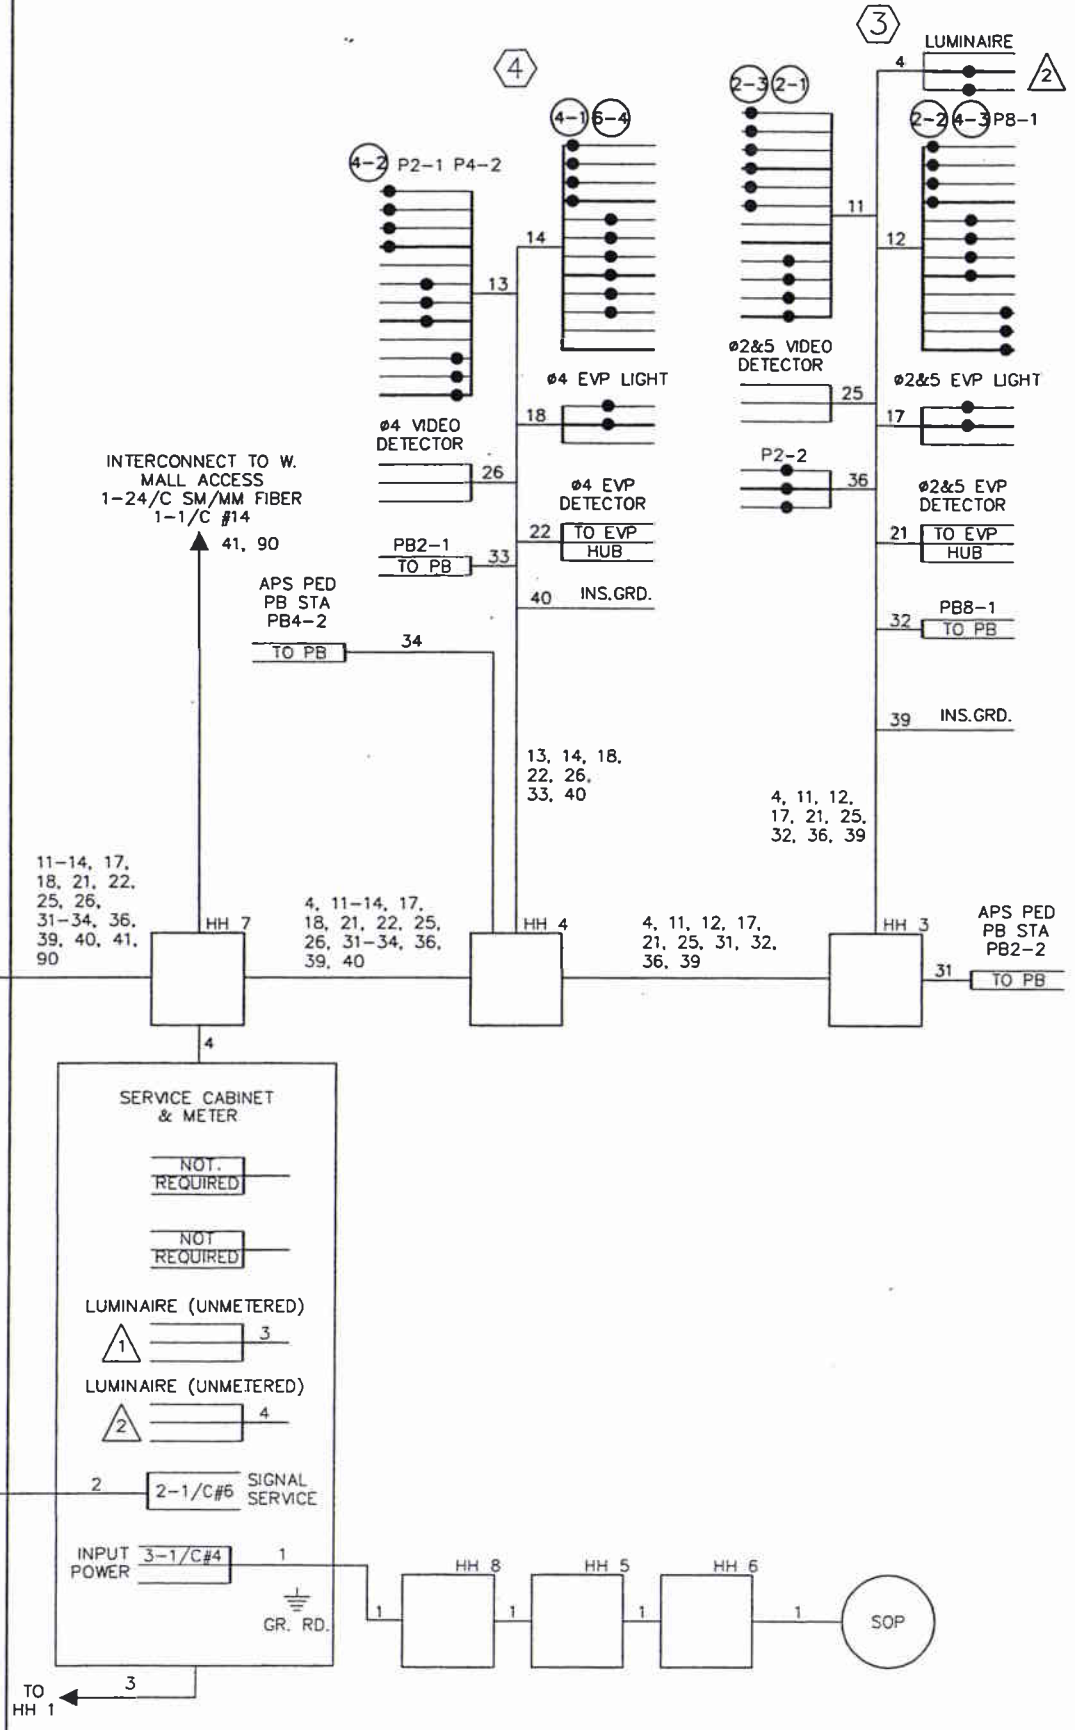 3
LUMINAIRE
4
2
4
2-3 2-1
2-2 4-3 P8-1
4-1 6-4
4-2 P2-1 P4-2
11
12
14
13
ø2&5 VIDEO
DETECTOR
ø4 EVP LIGHT
ø2&5 EVP LIGHT
25
18
17
ø4 VIDEO
DETECTOR
26
P2-2
36
INTERCONNECT TO W.
MALL ACCESS
1-24/C SM/MM FIBER
1-1/C #14
41, 90
ø4 EVP
DETECTOR
22
TO EVP
HUB
ø2&5 EVP
DETECTOR
21
TO EVP
HUB
PB2-1
TO PB
33
APS PED
PB STA
PB4-2
TO PB
34
40
INS.GRD.
PB8-1
32
TO PB
39
INS.GRD.
13, 14, 18,
22, 26,
33, 40
4, 11, 12,
17, 21, 25,
32, 36, 39
11-14, 17,
18, 21, 22,
25, 26,
31-34, 36,
39, 40, 41,
90
HH 7
4, 11-14, 17,
18, 21, 22, 25,
26, 31-34, 36,
39, 40
HH 4
4, 11, 12, 17,
21, 25, 31, 32,
36, 39
HH 3
APS PED
PB STA
PB2-2
31
TO PB
4
SERVICE CABINET
& METER
NOT.
REQUIRED
NOT
REQUIRED
LUMINAIRE (UNMETERED)
1
3
LUMINAIRE (UNMETERED)
2
4
2
2-1/C#6
SIGNAL
SERVICE
INPUT
POWER
3-1/C#4
1
GR. RD.
HH 8
HH 5
HH 6
1
1
1
1
SOP
3
TO
HH 1